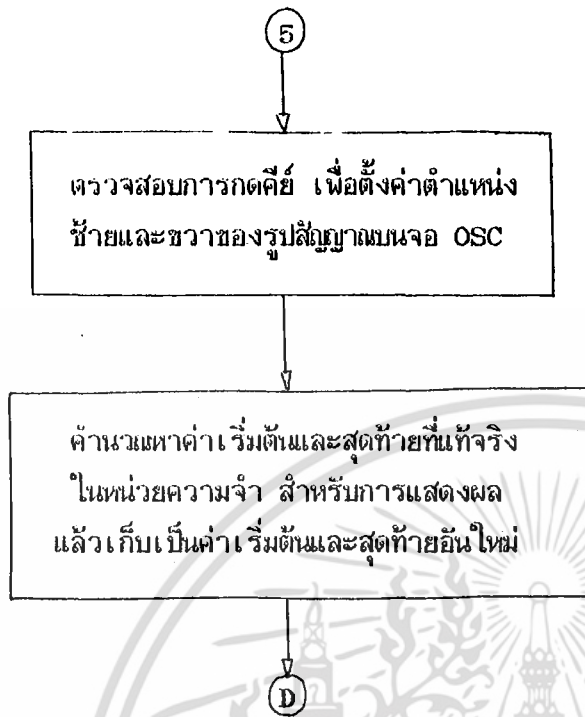 5
ตรวจสอบการกดคีย์ เพื่อตั้งค่าตำแหน่ง
ซ้ายและขวาของรูปสัญญาณบนจอ OSC
คำนวณหาค่าเริ่มต้นและสุดท้ายที่แท้จริง
ในหน่วยความจำ สำหรับการแสดงผล
แล้วเก็บเป็นค่าเริ่มต้นและสุดท้ายอันใหม่
D